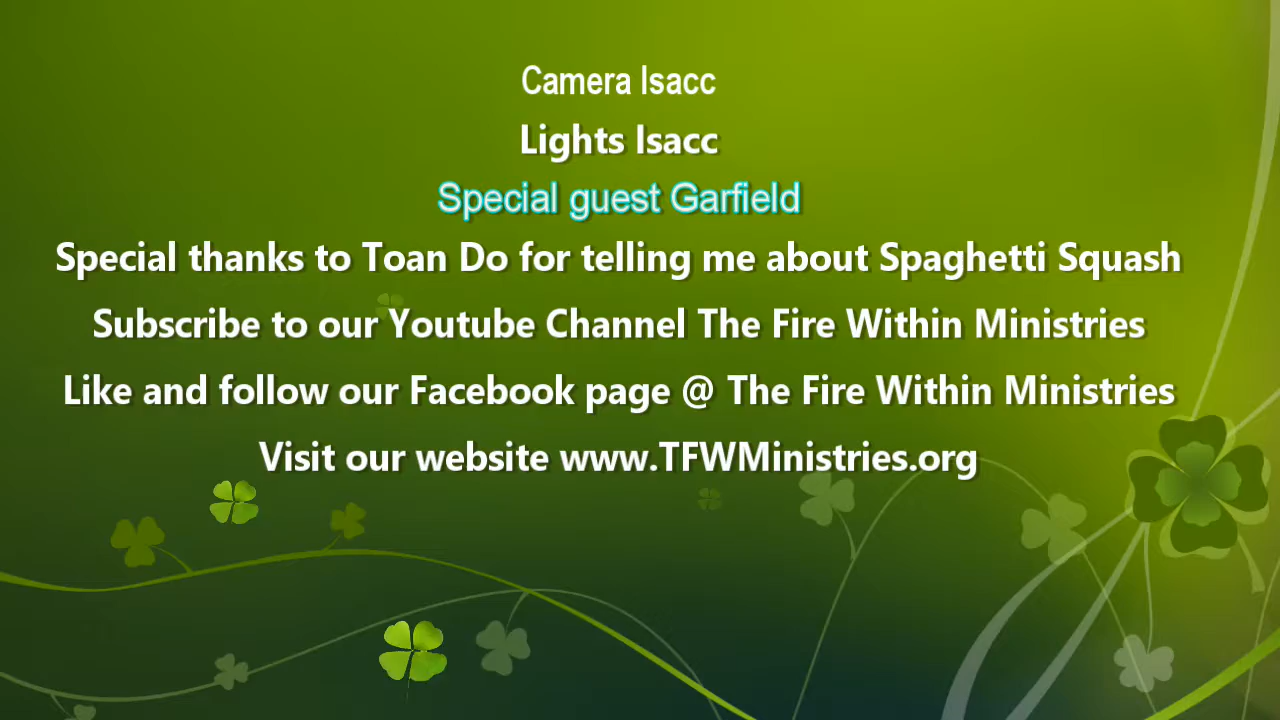 Camera Isacc
Lights Isacc
Special guest Garfield
Special thanks to Toan Do for telling me about Spaghetti Squash
Subscribe to our Youtube Channel The Fire Within Ministries
Like and follow our Facebook page @ The Fire Within Ministries
Visit our website www.TFWMinistries.org